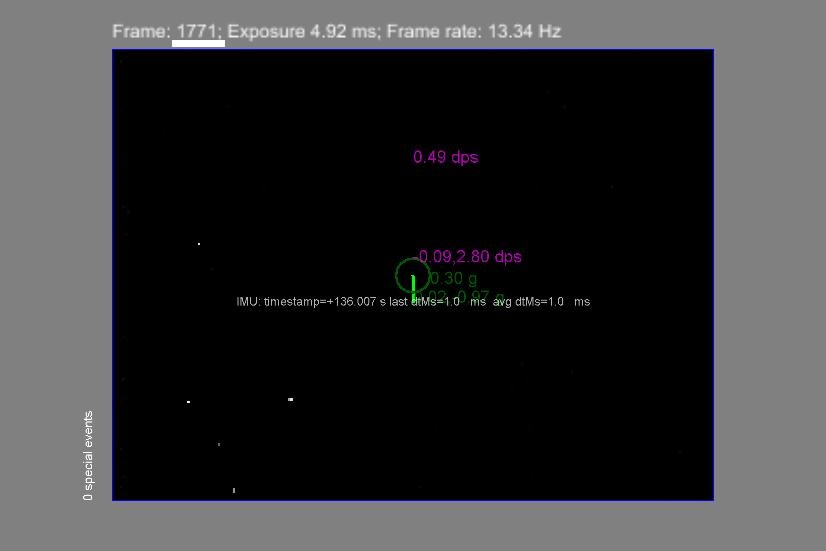 Frame: 1771; Exposure 4.92 ms; Frame rate: 13.34 Hz
0.49 dps
-0.09,2.80 dps
0.30 g
0.97 g
IMU: timestamp=+136.007 s last dtMs=1.0 ms avg dtMs=1.0 ms
0 special events